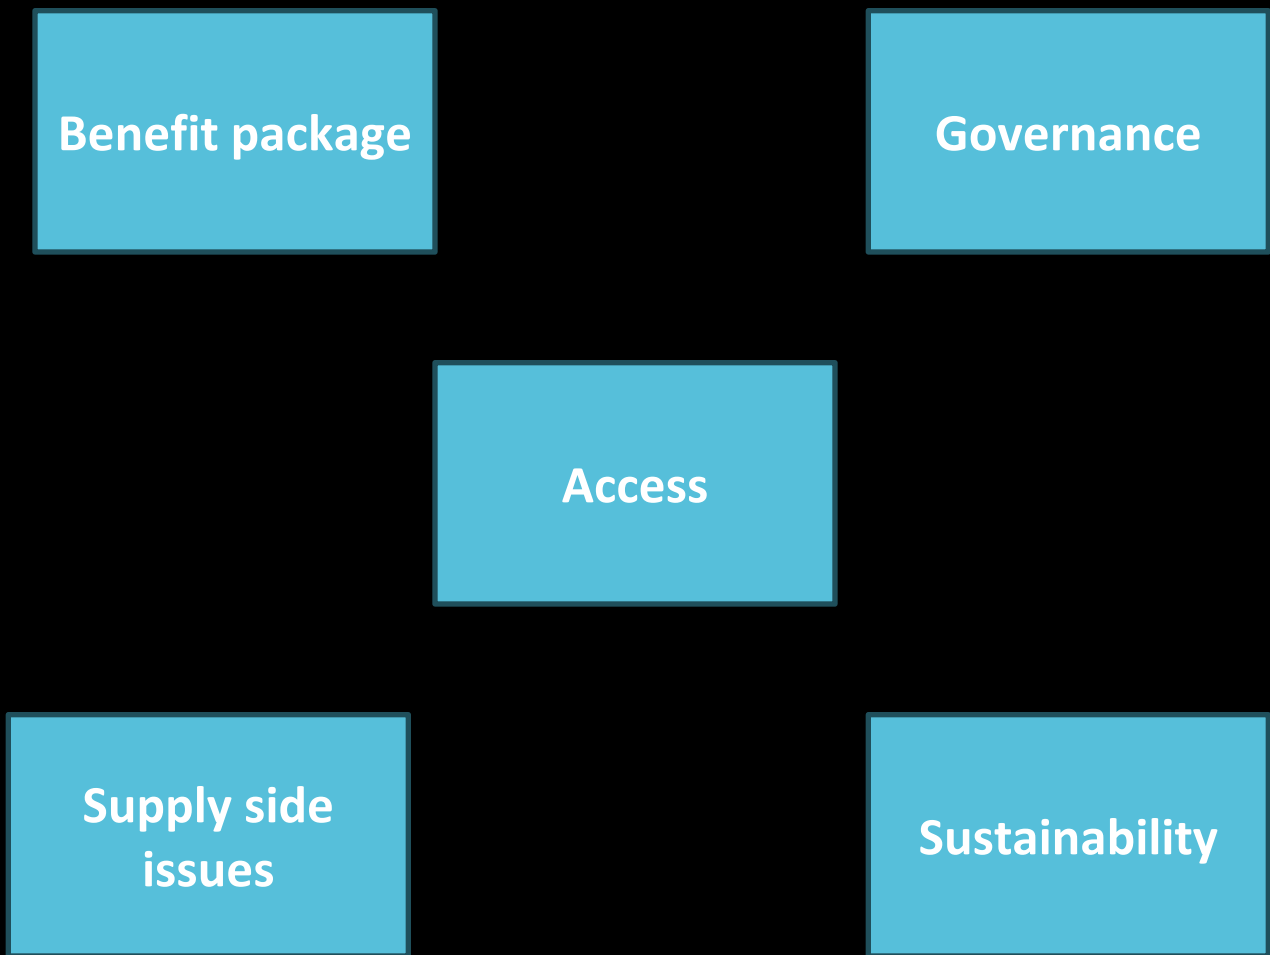 Benefit package
Governance
Access
Supply side
issues
Sustainability